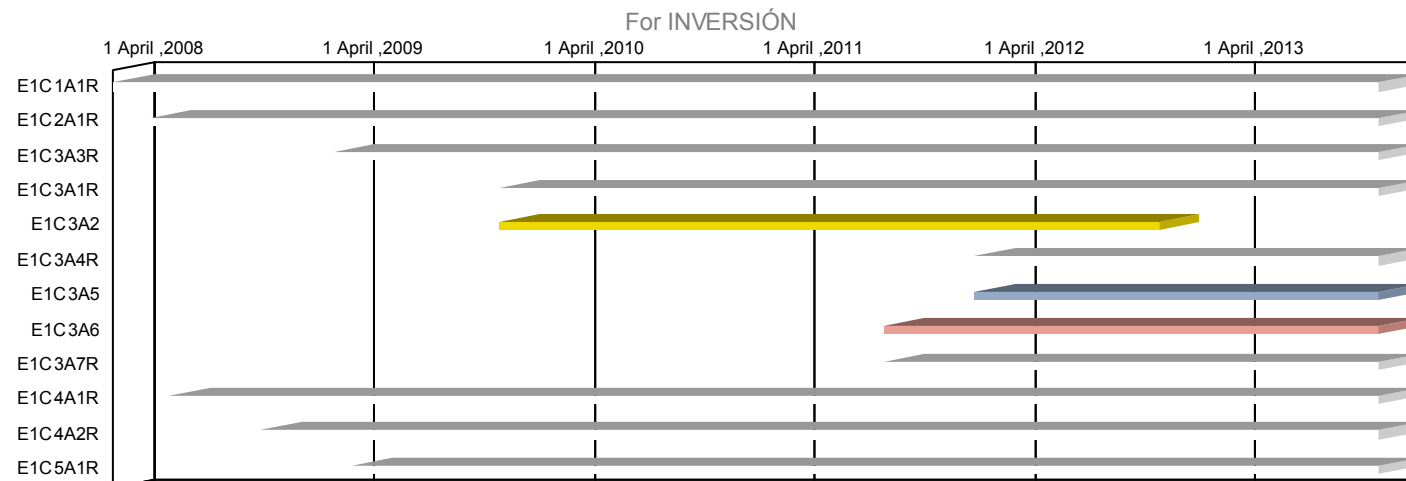 For INVERSIÓN
1 April ,2008 1 April ,2009 1 April ,2010 1 April ,2011 1 April ,2012 1 April ,2013
E1C1A1R
E1C2A1R
E1C3A3R
E1C3A1R
E1C3A2
E1C3A4R
E1C3A5
E1C3A6
E1C3A7R
E1C4A1R
E1C4A2R
E1C5A1R